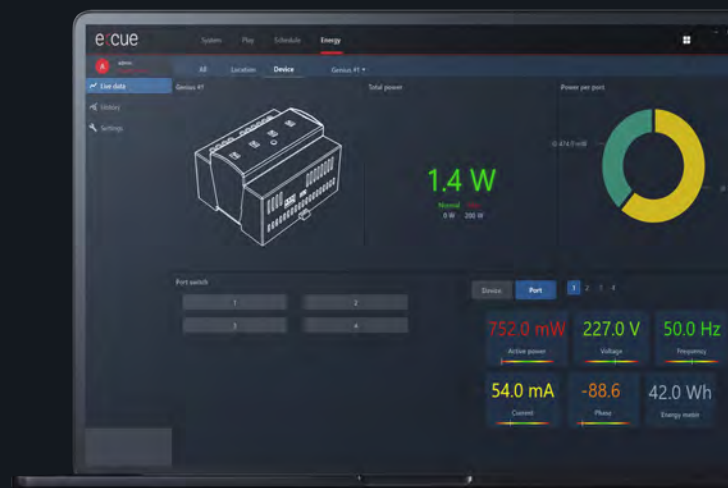 e:cue
System Play Schedule Energy
A admin
All Location Device Genius 41
Live data
History
Settings
Genius 41
Total power
Power per port
1.4 W
Normal
0 W 200 W
Port switch
1 2
3 4
Device Port 1 2 3 4
752.0 mW 227.0 V 50.0 Hz
Active power Voltage Frequency
54.0 mA -88.6 42.0 Wh
Current Phase Energy meter